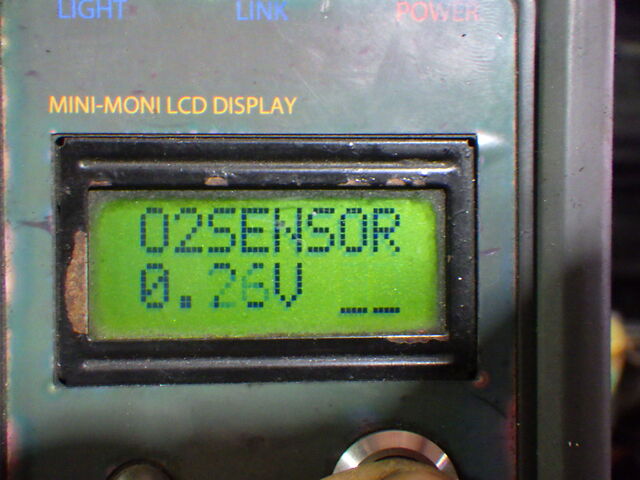 LIGHT LINK POWER
MINI-MONI LCD DISPLAY
O2SENSOR
0.26V __